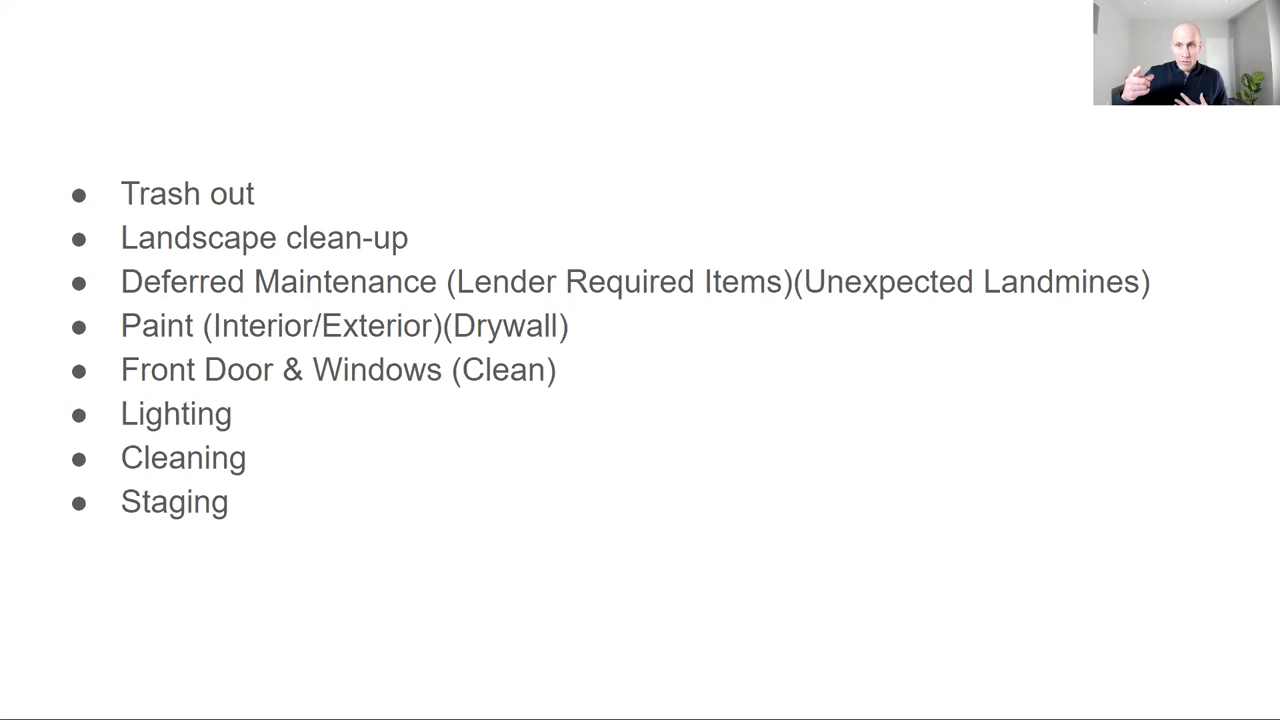 ● Trash out
● Landscape clean-up
● Deferred Maintenance (Lender Required Items)(Unexpected Landmines)
● Paint (Interior/Exterior)(Drywall)
● Front Door & Windows (Clean)
● Lighting
● Cleaning
● Staging